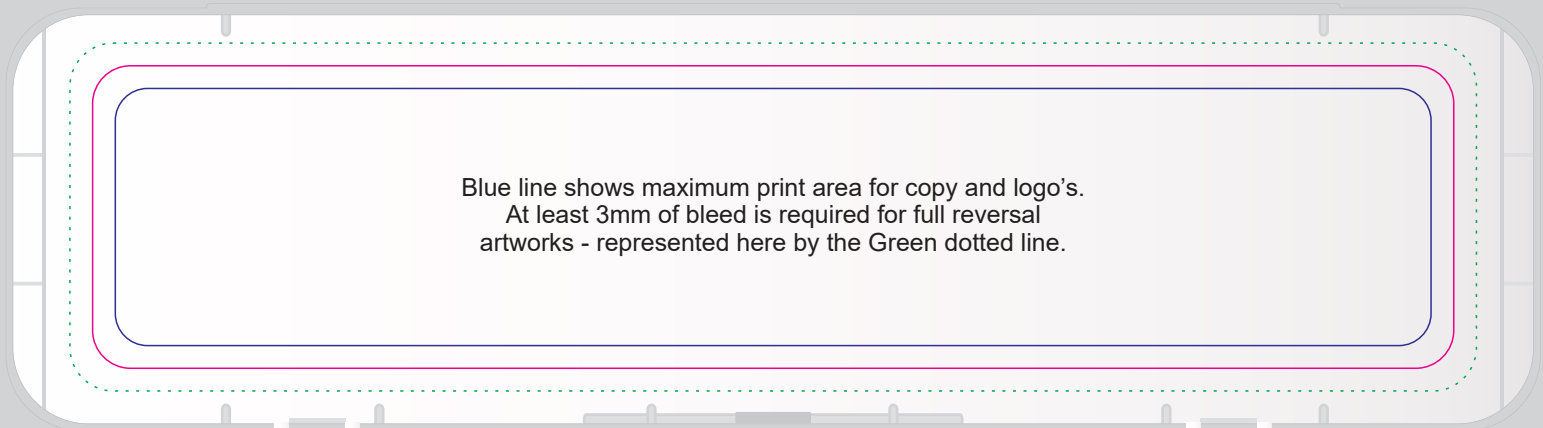 Blue line shows maximum print area for copy and logo’s.
At least 3mm of bleed is required for full reversal
artworks - represented here by the Green dotted line.